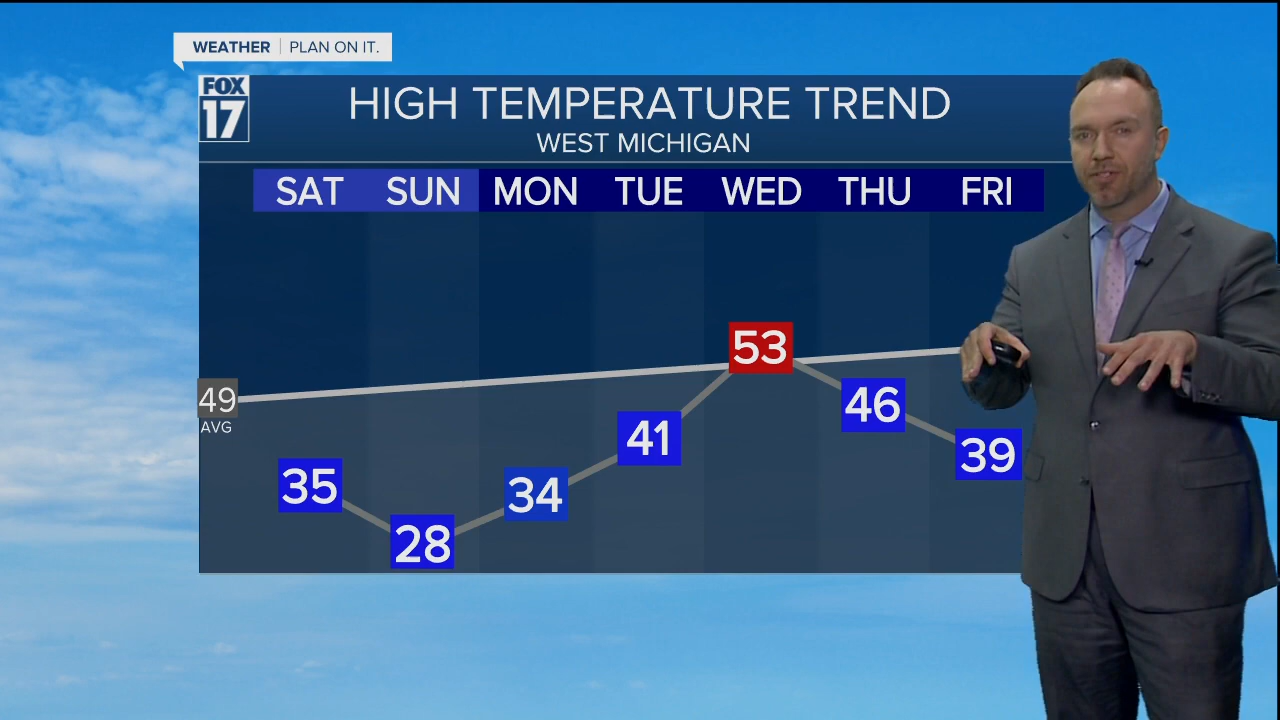 WEATHER | PLAN ON IT.
FOX
17
HIGH TEMPERATURE TREND
WEST MICHIGAN
SAT SUN MON TUE WED THU FRI
49
AVG
35 28 34 41 53 46 39